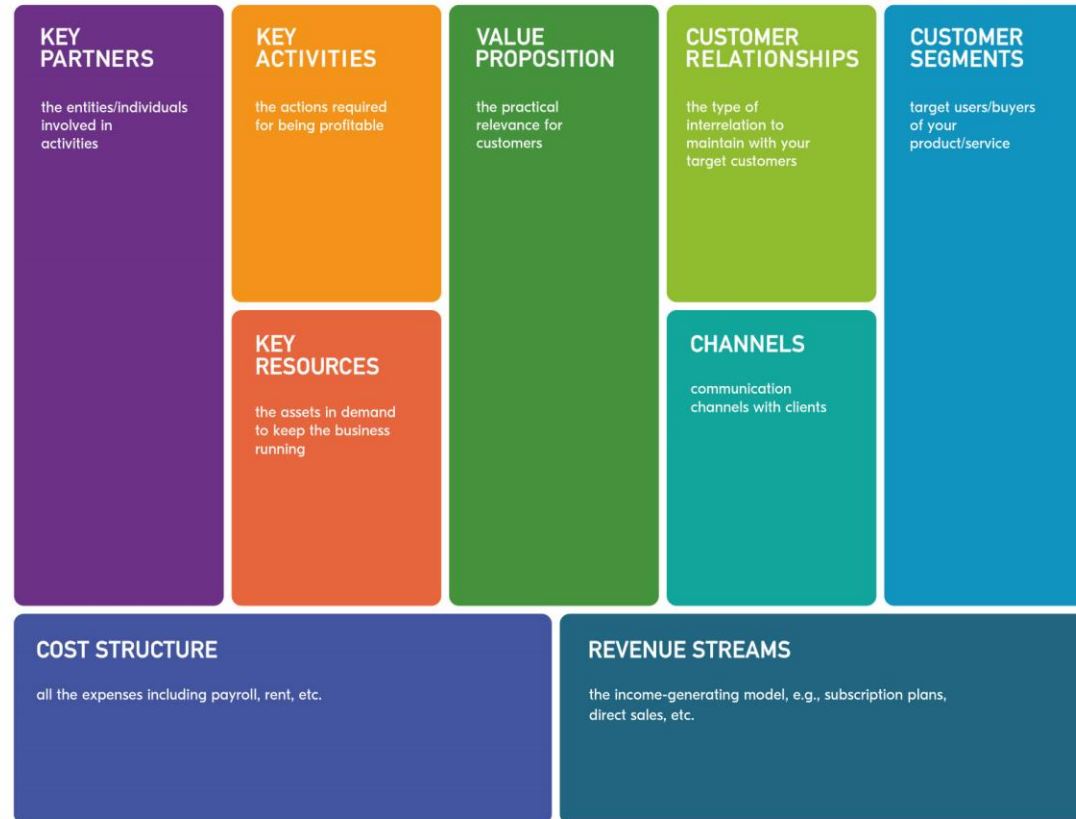 KEY
PARTNERS
the entities/individuals
involved in
activities
KEY
ACTIVITIES
the actions required
for being profitable
KEY
RESOURCES
the assets in demand
to keep the business
running
VALUE
PROPOSITION
the practical
relevance for
customers
CUSTOMER
RELATIONSHIPS
the type of
interrelation to
maintain with your
target customers
CHANNELS
communication
channels with clients
CUSTOMER
SEGMENTS
target users/buyers
of your
product/service
COST STRUCTURE
all the expenses including payroll, rent, etc.
REVENUE STREAMS
the income-generating model, e.g., subscription plans,
direct sales, etc.